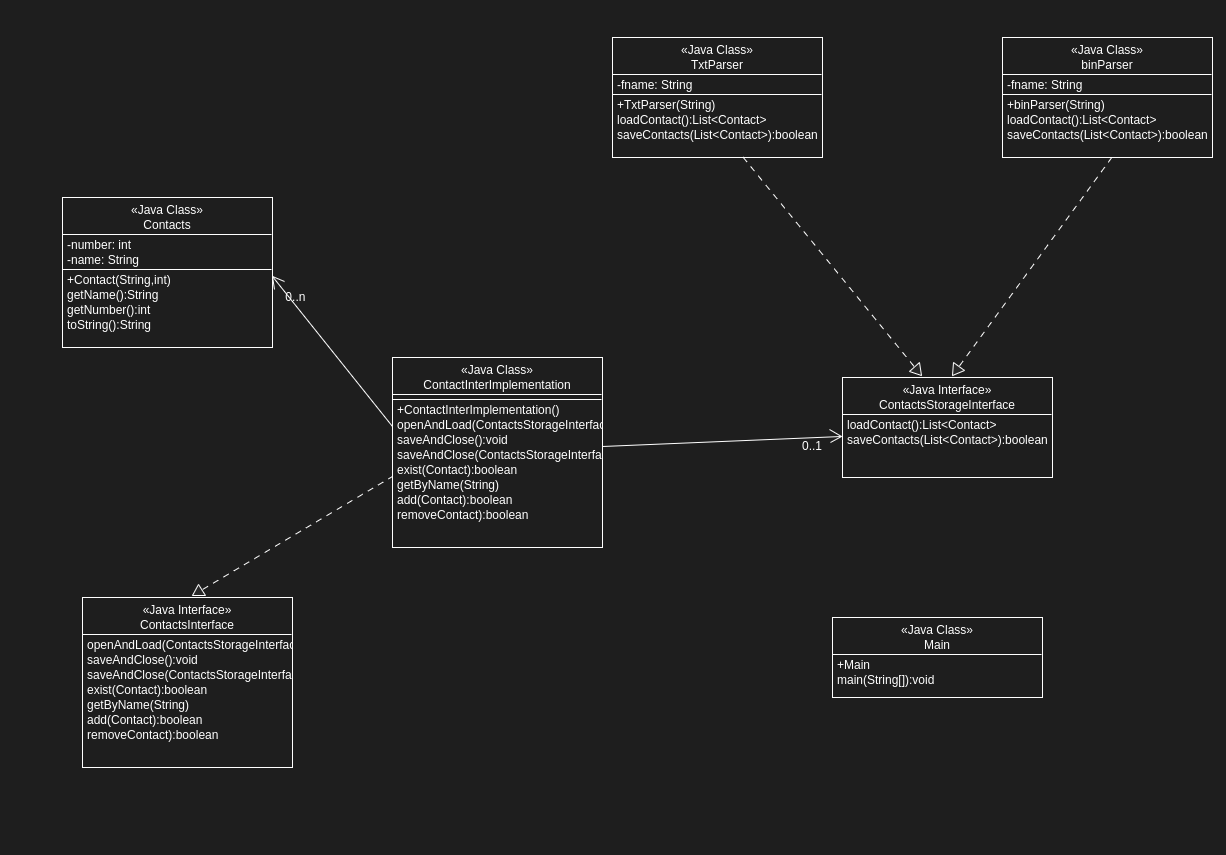 «Java Class»
TxtParser
-fname: String
+TxtParser(String)
loadContact():List<Contact>
saveContacts(List<Contact>):boolean
«Java Class»
binParser
-fname: String
+binParser(String)
loadContact():List<Contact>
saveContacts(List<Contact>):boolean
«Java Class»
Contacts
-number: int
-name: String
+Contact(String,int)
getName():String
getNumber():int
toString():String
0..n
«Java Class»
ContactInterImplementation
+ContactInterImplementation()
openAndLoad(ContactsStorageInterfac
saveAndClose():void
saveAndClose(ContactsStorageInterfa
exist(Contact):boolean
getByName(String)
add(Contact):boolean
removeContact):boolean
0..1
«Java Interface»
ContactsStorageInterface
loadContact():List<Contact>
saveContacts(List<Contact>):boolean
«Java Interface»
ContactsInterface
openAndLoad(ContactsStorageInterfac
saveAndClose():void
saveAndClose(ContactsStorageInterfa
exist(Contact):boolean
getByName(String)
add(Contact):boolean
removeContact):boolean
«Java Class»
Main
+Main
main(String[]):void